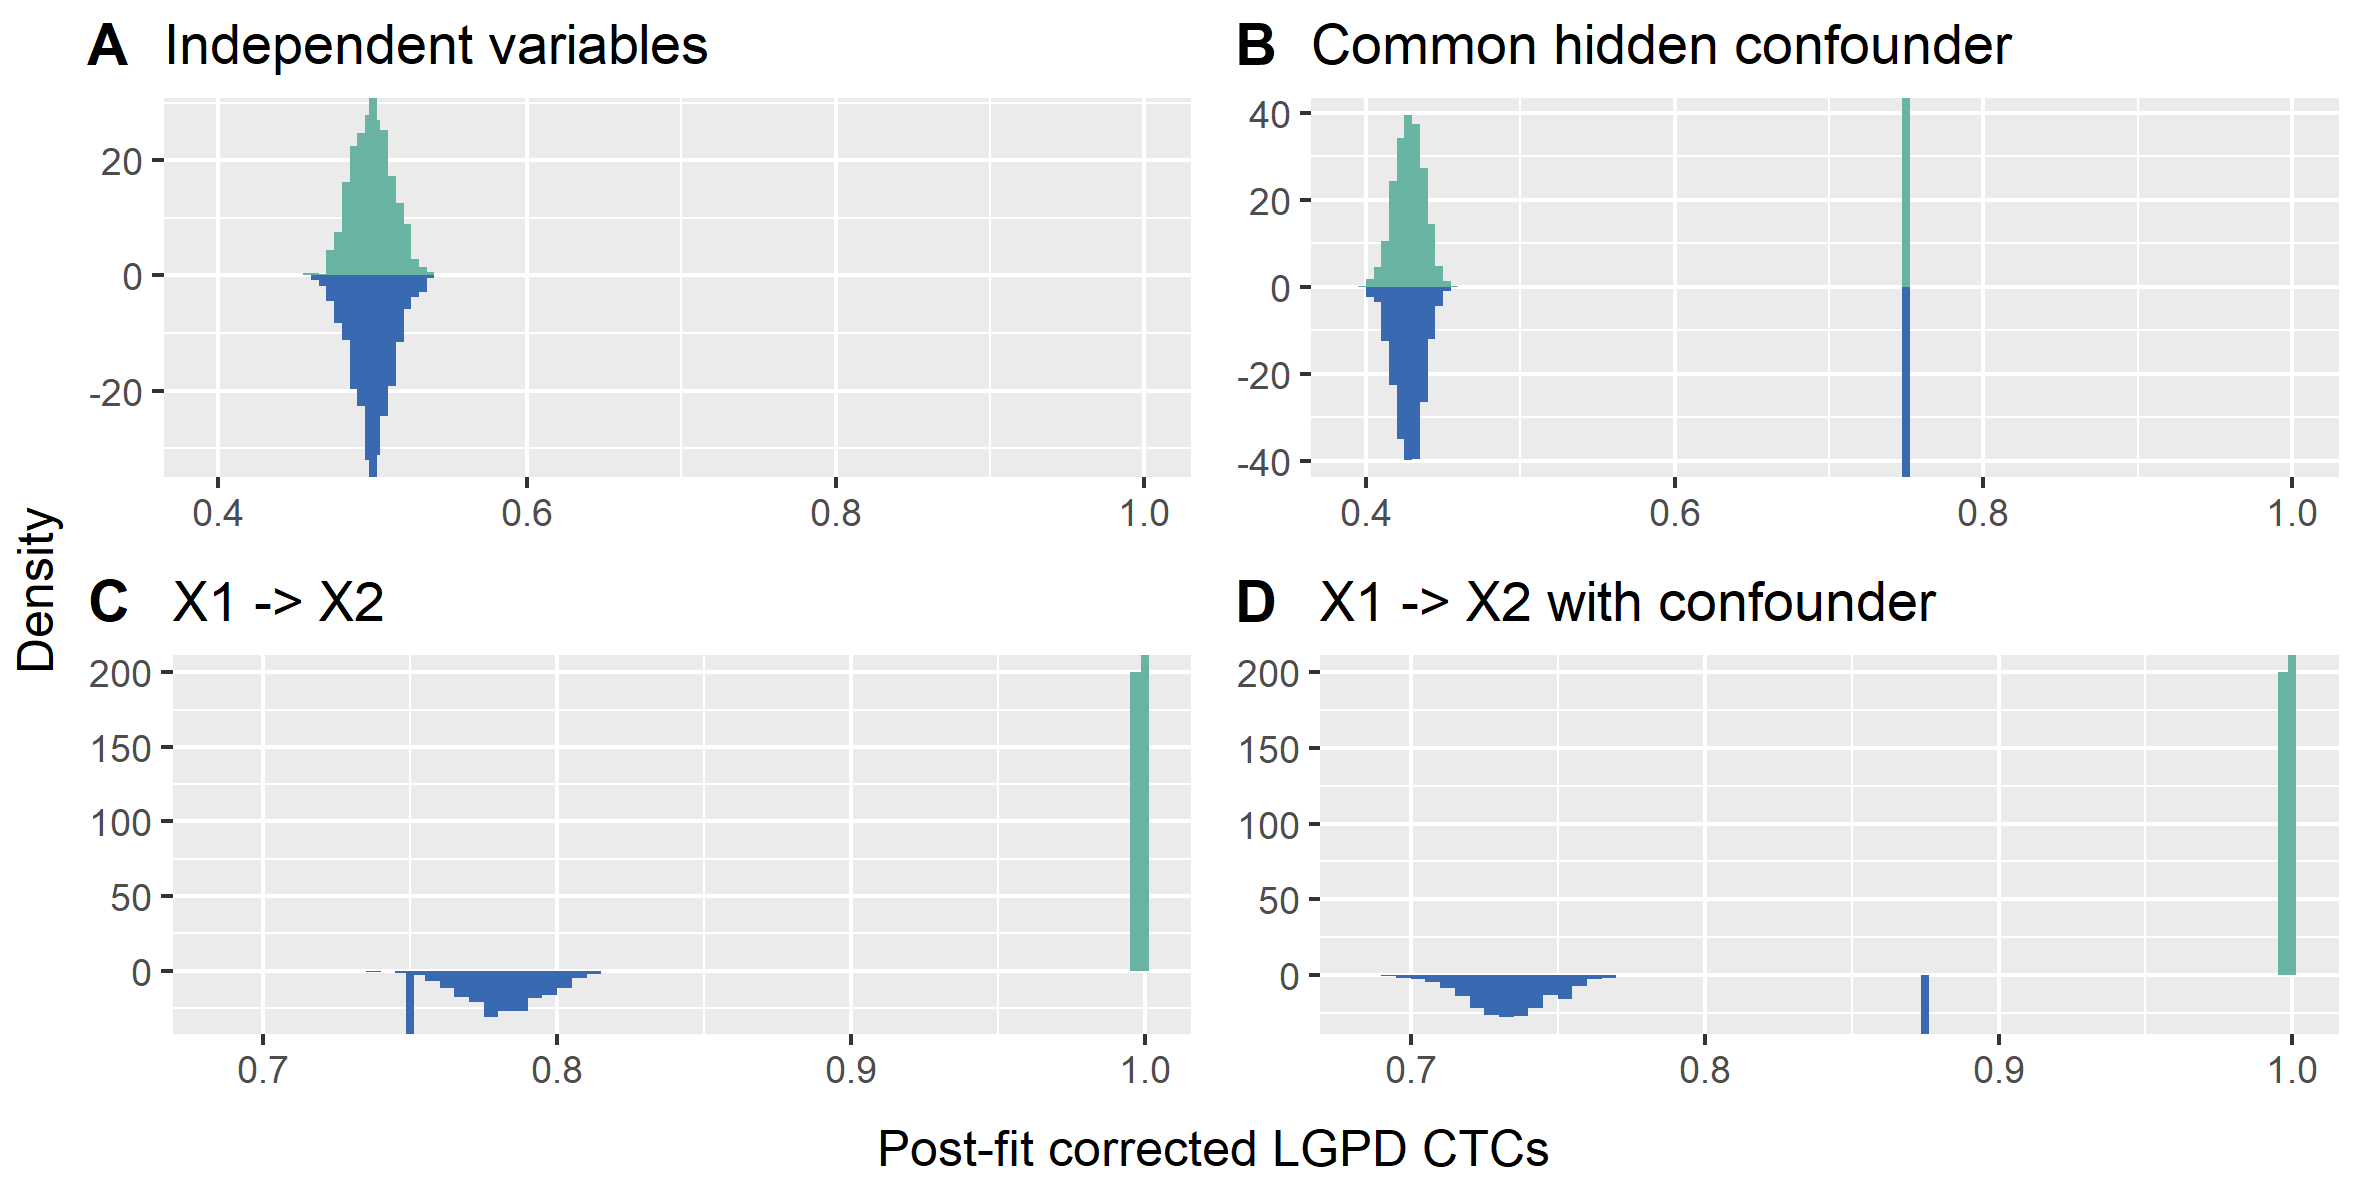 A Independent variables
20
0
-20
0.4 0.6 0.8 1.0
B Common hidden confounder
40
20
0
-20
-40
0.4 0.6 0.8 1.0
Density
C X1 -> X2
200
150
100
50
0
0.7 0.8 0.9 1.0
D X1 -> X2 with confounder
200
150
100
50
0
0.7 0.8 0.9 1.0
Post-fit corrected LGPD CTCs